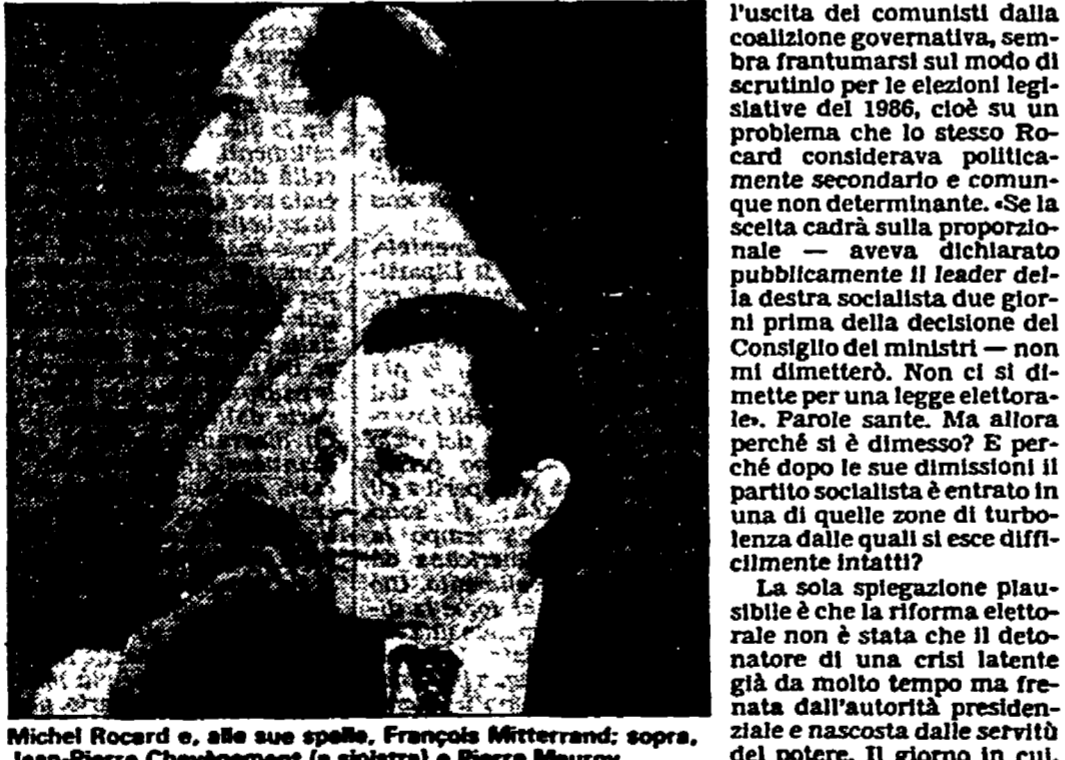 l'uscita dei comunisti dalla
coalizione governativa, sem-
bra frantumarsi sul modo di
scrutinio per le elezioni legi-
slative del 1986, cioè su un
problema che lo stesso Ro-
card considerava politica-
mente secondario e comun-
que non determinante. «Se la
scelta cadrà sulla proporzio-
nale — aveva dichiarato
pubblicamente il leader del-
la destra socialista due gior-
ni prima della decisione del
Consiglio dei ministri — non
mi dimetterò. Non ci si di-
mette per una legge elettora-
le». Parole sante. Ma allora
perché si è dimesso? E per-
ché dopo le sue dimissioni il
partito socialista è entrato in
una di quelle zone di turbo-
lenza dalle quali si esce diffi-
cilmente intatti?
La sola spiegazione plau-
sibile è che la riforma eletto-
rale non è stata che il deto-
natore di una crisi latente
già da molto tempo ma fre-
nata dall'autorità presiden-
ziale e nascosta dalle servitù
del potere. Il giorno in cui,
Michel Rocard e, alle sue spalle, François Mitterrand; sopra,
Jean-Pierre Chevènement (a sinistra) e Pierre Mauroy